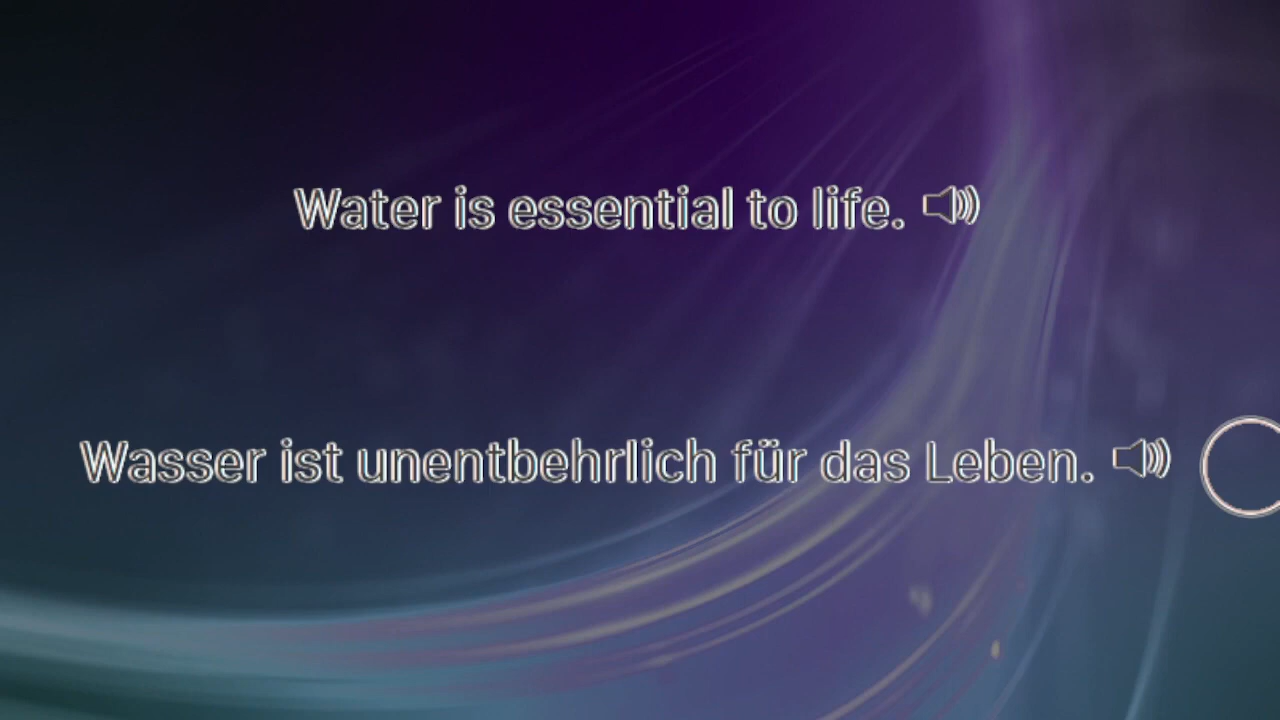 Water is essential to life.
Wasser ist unentbehrlich für das Leben.